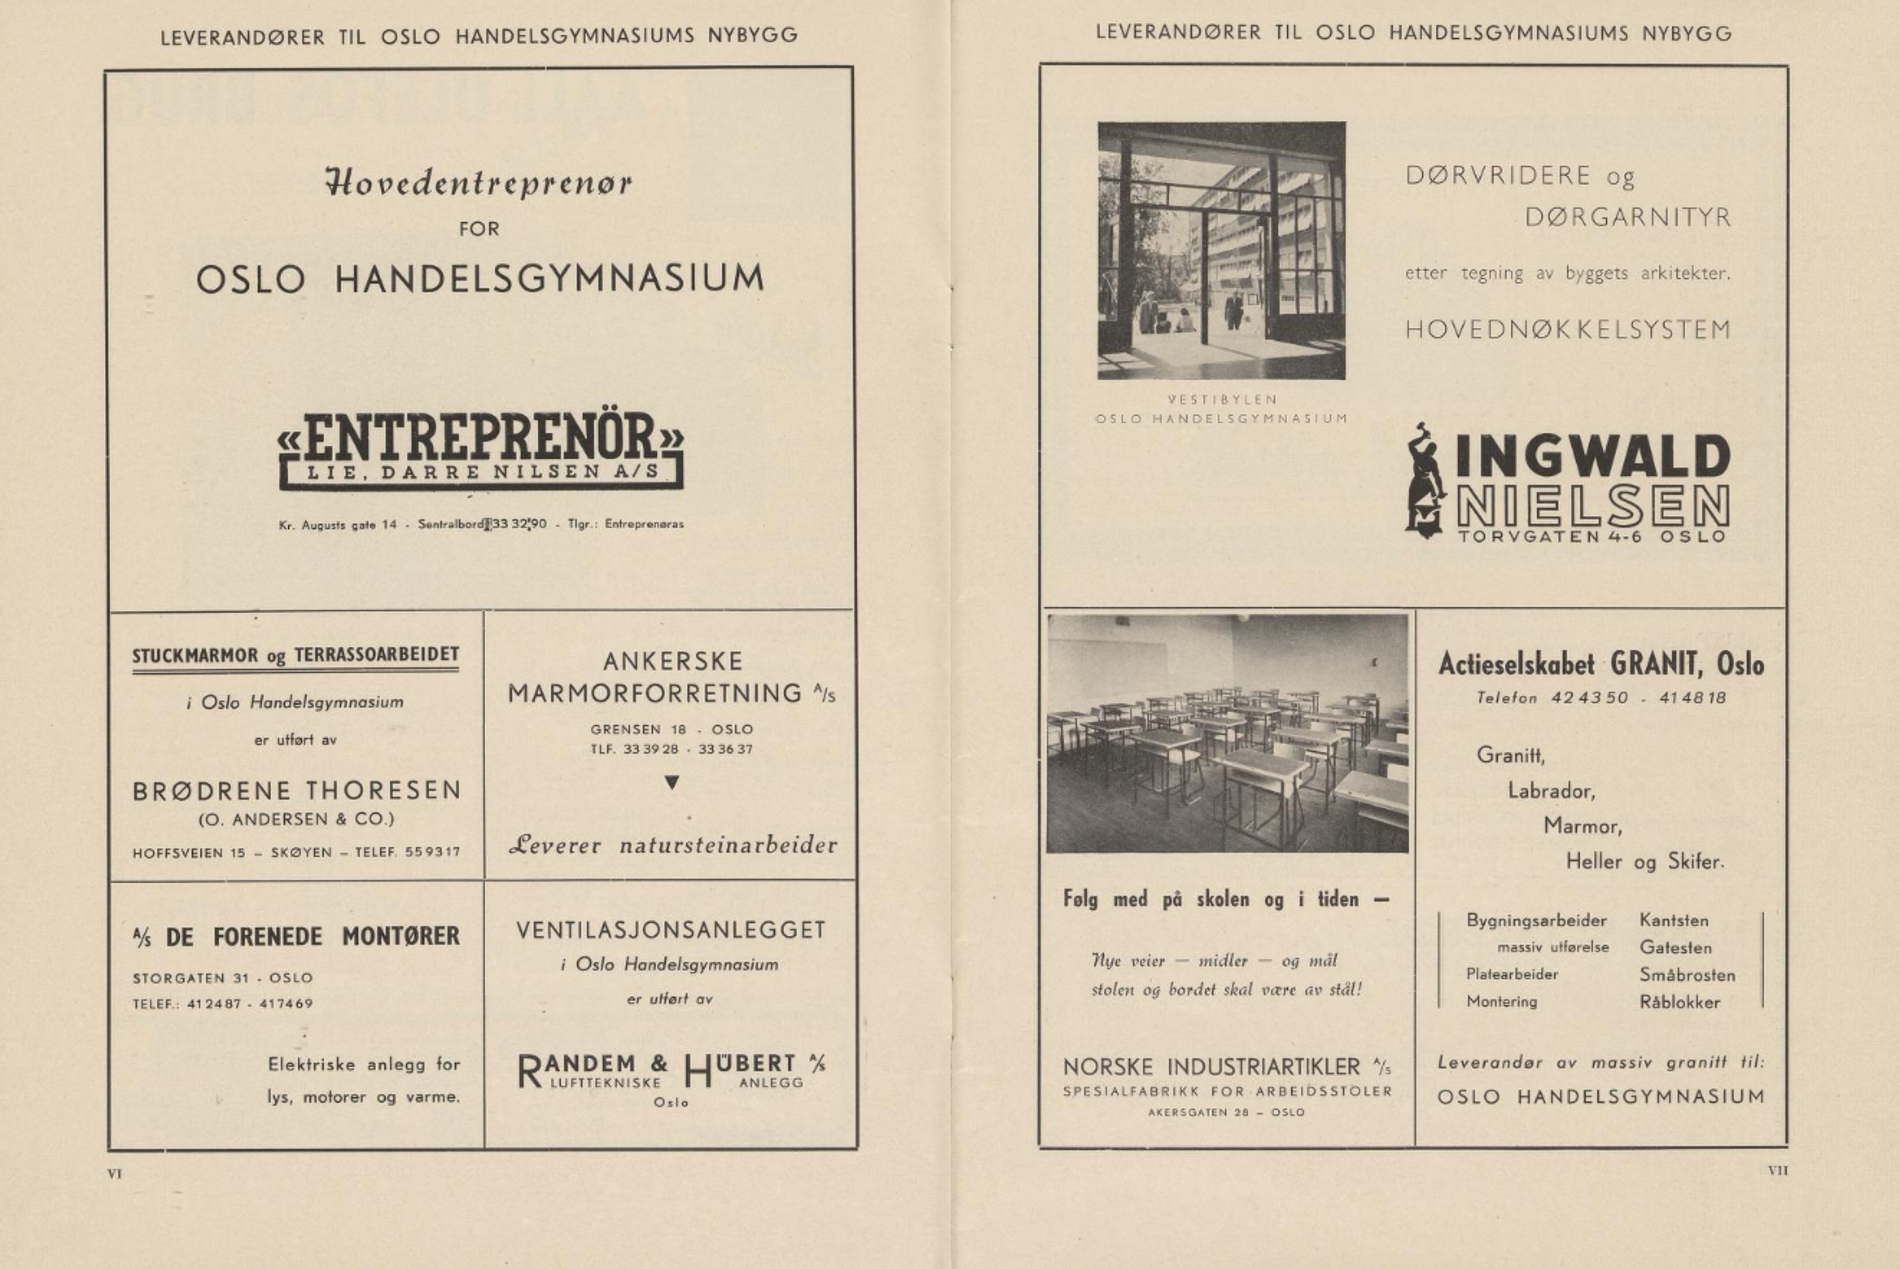 LEVERANDØRER TIL OSLO HANDELSGYMNASIUMS NYBYGG
Hovedentreprenør
FOR
OSLO HANDELSGYMNASIUM
«ENTREPRENÖR»
LIE, DARRE NILSEN A/S
Kr. Augusts gate 14 - Sentralbord 33 32 90 - Tlgr.: Entreprenøras
STUCKMARMOR og TERRASSOARBEIDET
i Oslo Handelsgymnasium
er utført av
BRØDRENE THORESEN
(O. ANDERSEN & CO.)
HOFFSVEIEN 15 – SKØYEN – TELEF. 559317
ANKERSKE
MARMORFORRETNING A/S
GRENSEN 18 - OSLO
TLF. 33 39 28 - 33 36 37
▼
Leverer natursteinarbeider
A/S DE FORENEDE MONTØRER
STORGATEN 31 - OSLO
TELEF.: 412487 - 417469
Elektriske anlegg for
lys, motorer og varme.
VENTILASJONSANLEGGET
i Oslo Handelsgymnasium
er utført av
RANDEM & HÜBERT A/S
LUFTTEKNISKE ANLEGG
Oslo
VI
LEVERANDØRER TIL OSLO HANDELSGYMNASIUMS NYBYGG
VESTIBYLEN
OSLO HANDELSGYMNASIUM
DØRVRIDERE og
DØRGARNITYR
etter tegning av byggets arkitekter.
HOVEDNØKKELSYSTEM
INGWALD
NIELSEN
TORVGATEN 4-6 OSLO
Følg med på skolen og i tiden —
Nye veier — midler — og mål
stolen og bordet skal være av stål!
NORSKE INDUSTRIARTIKLER A/S
SPESIALFABRIKK FOR ARBEIDSSTOLER
AKERSGATEN 28 – OSLO
Actieselskabet GRANIT, Oslo
Telefon 42 43 50 - 41 48 18
Granitt,
Labrador,
Marmor,
Heller og Skifer.
Bygningsarbeider Kantsten
massiv utførelse Gatesten
Platearbeider Småbrosten
Montering Råblokker
Leverandør av massiv granitt til:
OSLO HANDELSGYMNASIUM
VII